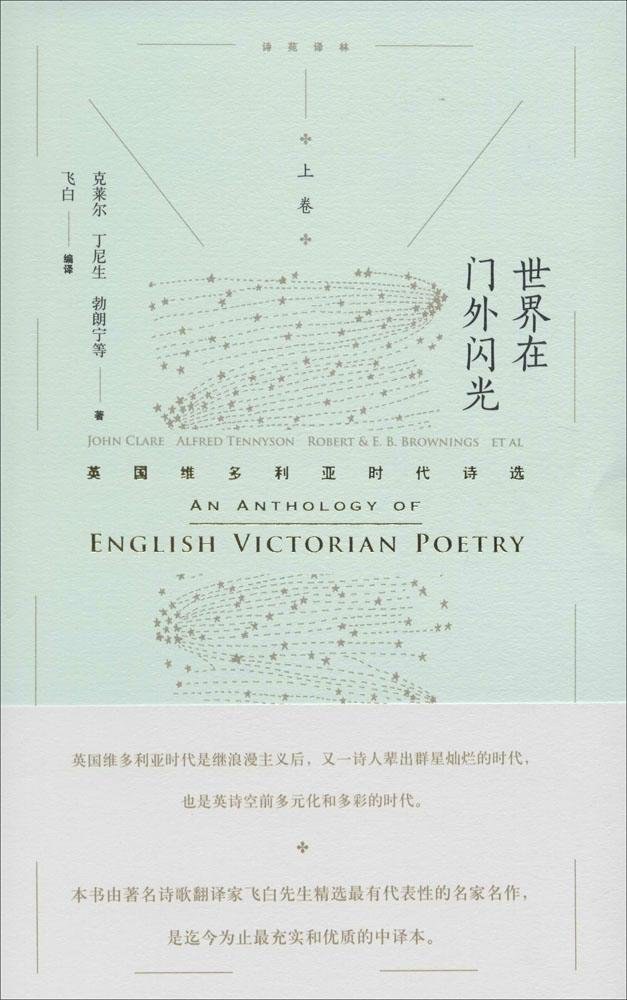 诗苑译林
上卷
世界在
门外闪光
克莱尔 丁尼生 勃朗宁等 著
飞白 编译
JOHN CLARE ALFRED TENNYSON ROBERT & E. B. BROWNINGS ET AL
英国维多利亚时代诗选
AN ANTHOLOGY OF
ENGLISH VICTORIAN POETRY
英国维多利亚时代是继浪漫主义后，又一诗人辈出群星灿烂的时代，
也是英诗空前多元化和多彩的时代。
本书由著名诗歌翻译家飞白先生精选最有代表性的名家名作，
是迄今为止最充实和优质的中译本。